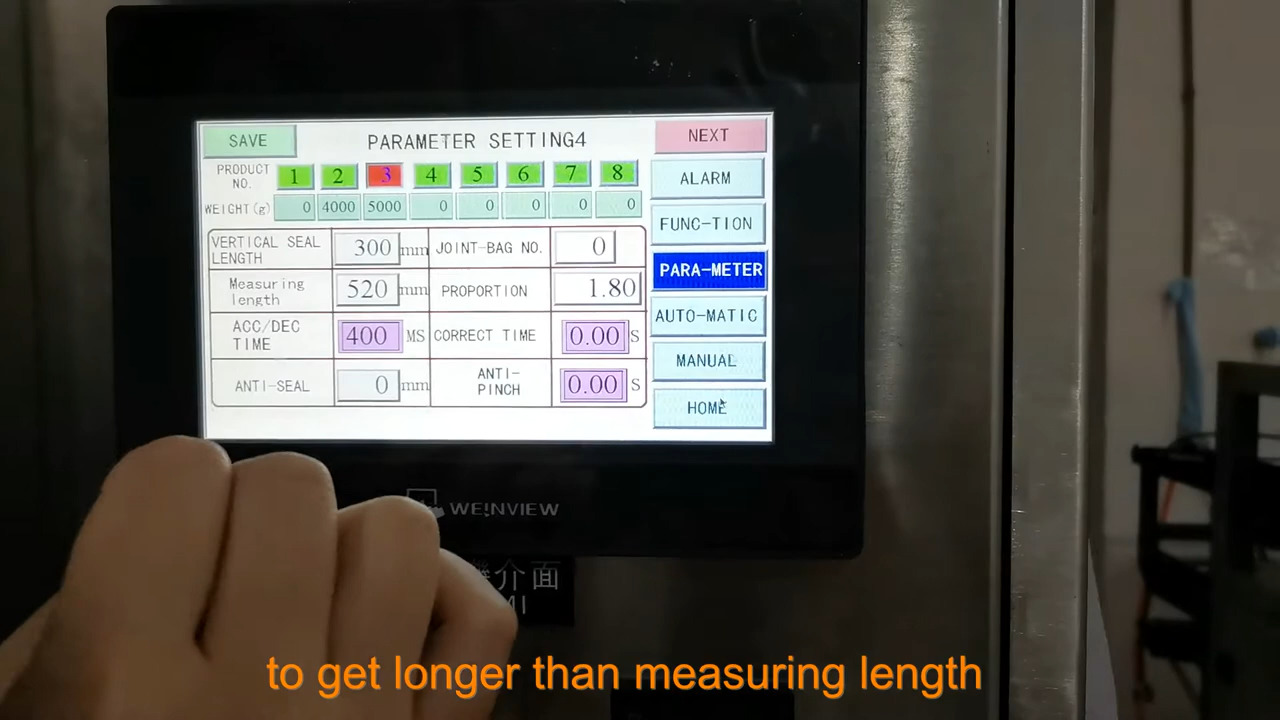 SAVE PARAMETER SETTING4 NEXT
PRODUCT NO. 1 2 3 4 5 6 7 8
WEIGHT(g) 0 4000 5000 0 0 0 0 0
VERTICAL SEAL LENGTH 300 mm JOINT-BAG NO. 0
Measuring length 520 mm PROPORTION 1.80
ACC/DEC TIME 400 MS CORRECT TIME 0.00 S
ANTI-SEAL 0 mm ANTI-PINCH 0.00 S
ALARM
FUNC-TION
PARA-METER
AUTO-MATIC
MANUAL
HOME
WEINVIEW
介面
to get longer than measuring length